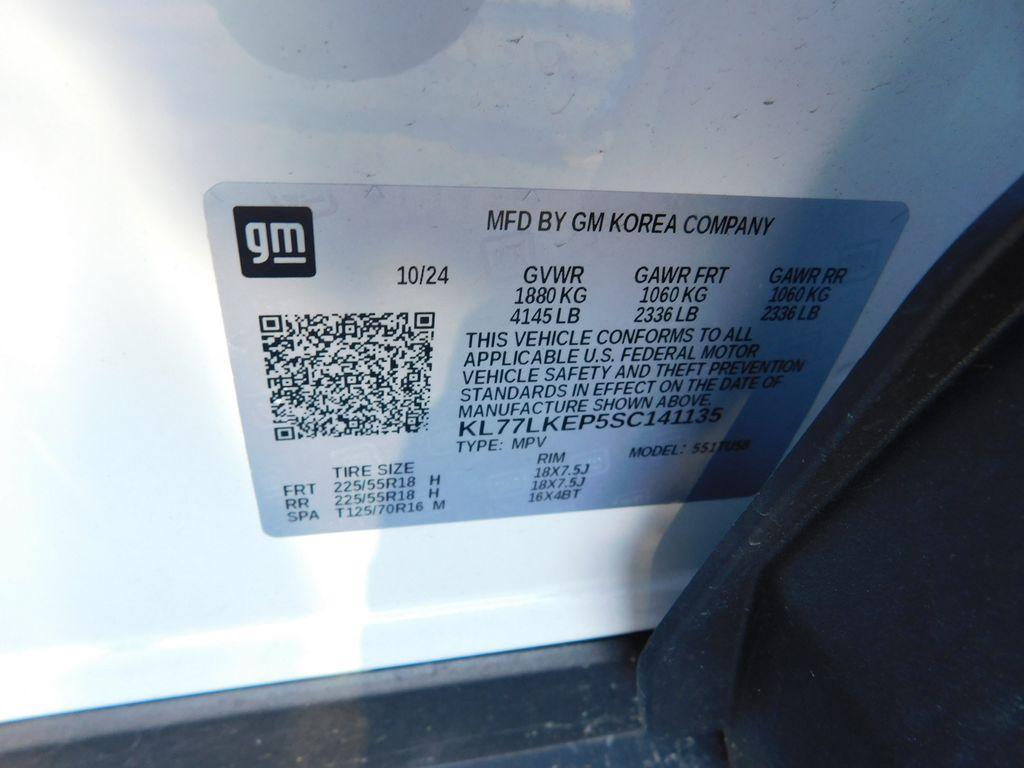 gm
MFD BY GM KOREA COMPANY
10/24 GVWR GAWR FRT GAWR RR
1880 KG 1060 KG 1060 KG
4145 LB 2336 LB 2336 LB
THIS VEHICLE CONFORMS TO ALL
APPLICABLE U.S. FEDERAL MOTOR
VEHICLE SAFETY AND THEFT PREVENTION
STANDARDS IN EFFECT ON THE DATE OF
MANUFACTURE SHOWN ABOVE.
KL77LKEP5SC141135
TYPE: MPV MODEL: 551TU58
TIRE SIZE RIM
FRT 225/55R18 H 18X7.5J
RR 225/55R18 H 18X7.5J
SPA T125/70R16 M 16X4BT